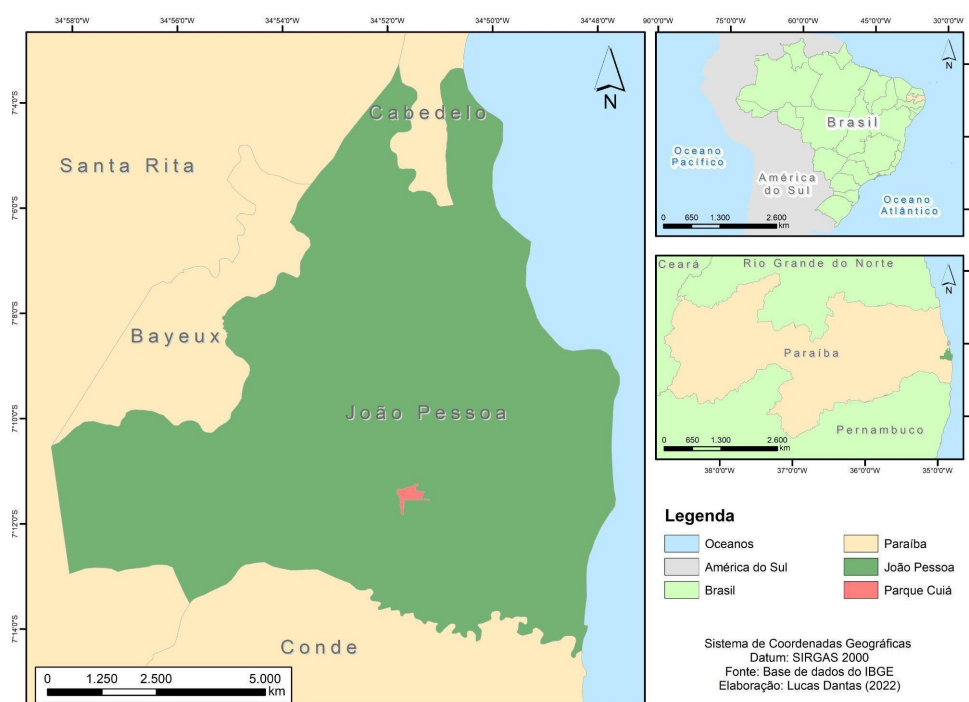 34°58'0"W 34°56'0"W 34°54'0"W 34°52'0"W 34°50'0"W 34°48'0"W
7°4'0"S
7°6'0"S
7°8'0"S
7°10'0"S
7°12'0"S
7°14'0"S
N
Cabedelo
Santa Rita
Bayeux
João Pessoa
Conde
0 1.250 2.500 5.000
km
90°0'0"W 75°0'0"W 60°0'0"W 45°0'0"W 30°0'0"W
N
Brasil
Oceano
Pacífico
América
do Sul
Oceano
Atlântico
0 650 1.300 2.600
km
Ceará
Rio Grande do Norte
N
Paraíba
Pernambuco
0 650 1.300 2.600
km
38°0'0"W 37°0'0"W 36°0'0"W 35°0'0"W
Legenda
Oceanos
América do Sul
Brasil
Paraíba
João Pessoa
Parque Cuiá
Sistema de Coordenadas Geográficas
Datum: SIRGAS 2000
Fonte: Base de dados do IBGE
Elaboração: Lucas Dantas (2022)